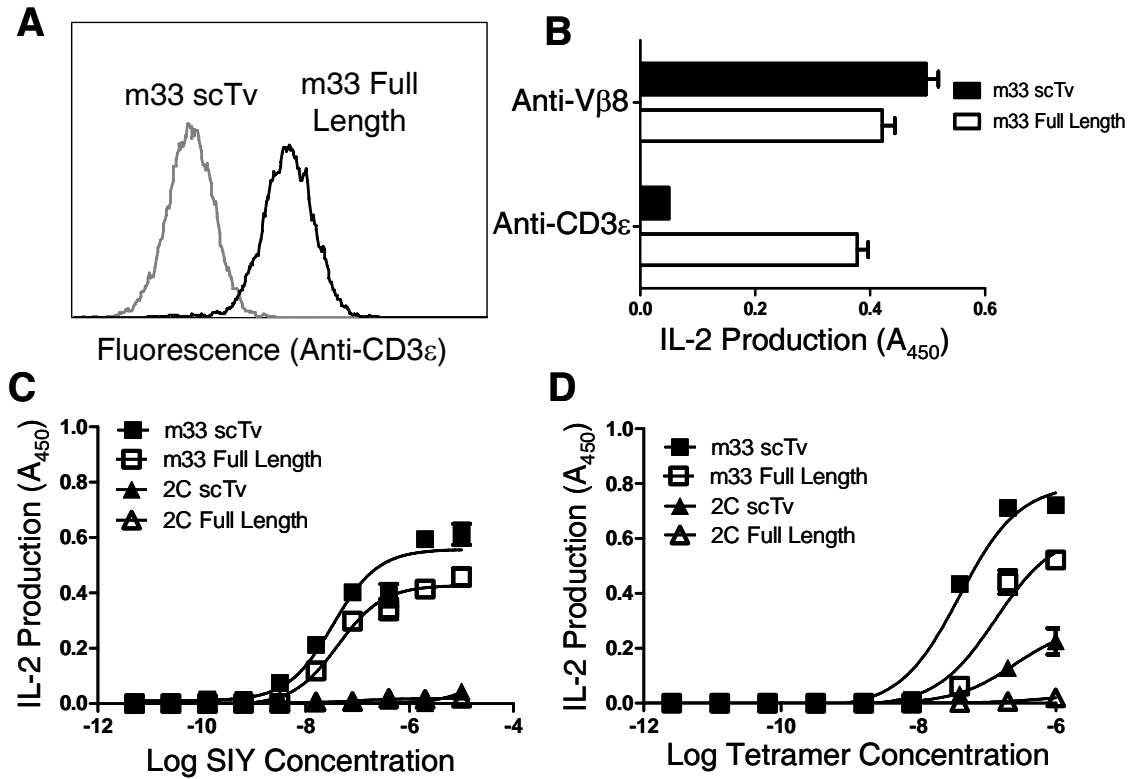 A
m33 scTv
m33 Full
Length
Fluorescence (Anti-CD3ε)
B
Anti-Vβ8
Anti-CD3ε
m33 scTv
m33 Full Length
0.0 0.2 0.4 0.6
IL-2 Production (A450)
C
IL-2 Production (A450)
1.0
0.8
0.6
0.4
0.2
0.0
m33 scTv
m33 Full Length
2C scTv
2C Full Length
-12 -10 -8 -6 -4
Log SIY Concentration
D
IL-2 Production (A450)
1.0
0.8
0.6
0.4
0.2
0.0
m33 scTv
m33 Full Length
2C scTv
2C Full Length
-12 -10 -8 -6
Log Tetramer Concentration